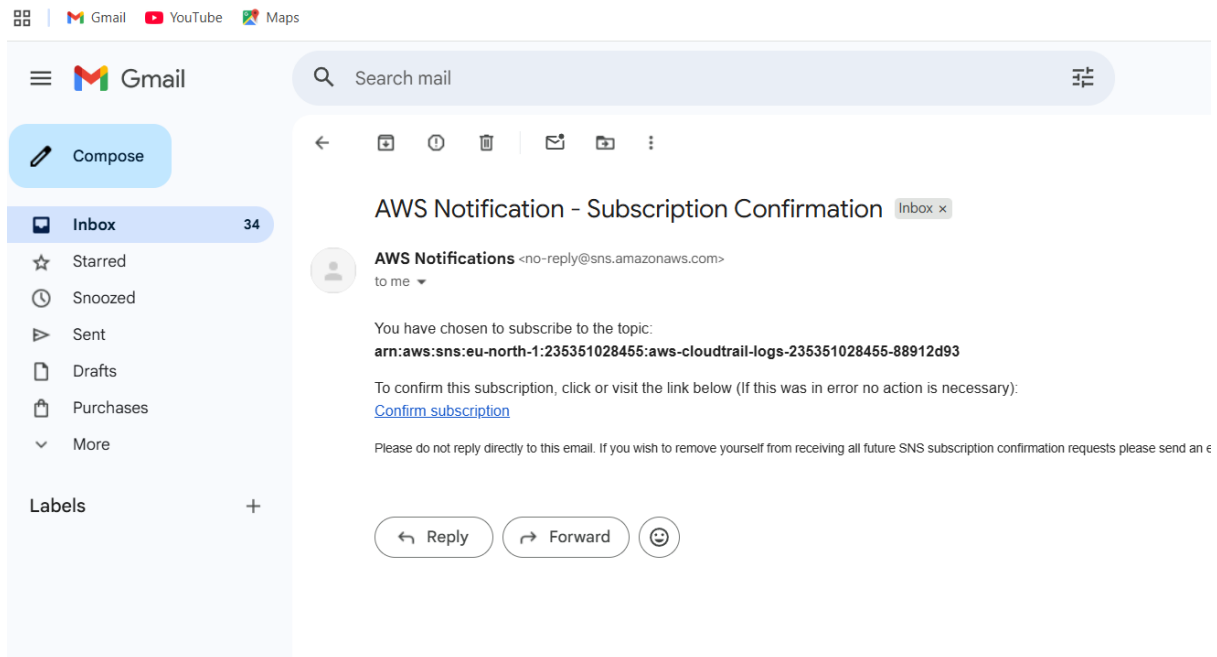 Gmail YouTube Maps
Gmail
Search mail
Compose
Inbox 34
Starred
Snoozed
Sent
Drafts
Purchases
More
Labels
AWS Notification - Subscription Confirmation Inbox ×
AWS Notifications <no-reply@sns.amazonaws.com>
to me
You have chosen to subscribe to the topic:
arn:aws:sns:eu-north-1:235351028455:aws-cloudtrail-logs-235351028455-88912d93
To confirm this subscription, click or visit the link below (If this was in error no action is necessary):
Confirm subscription
Please do not reply directly to this email. If you wish to remove yourself from receiving all future SNS subscription confirmation requests please send an e
Reply Forward